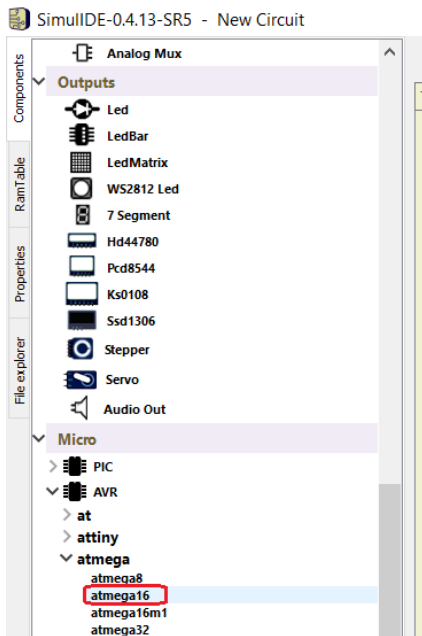 SimulIDE-0.4.13-SR5 - New Circuit
Components
RamTable
Properties
File explorer
Analog Mux
Outputs
Led
LedBar
LedMatrix
WS2812 Led
7 Segment
Hd44780
Pcd8544
Ks0108
Ssd1306
Stepper
Servo
Audio Out
Micro
PIC
AVR
at
attiny
atmega
atmega8
atmega16
atmega16m1
atmega32